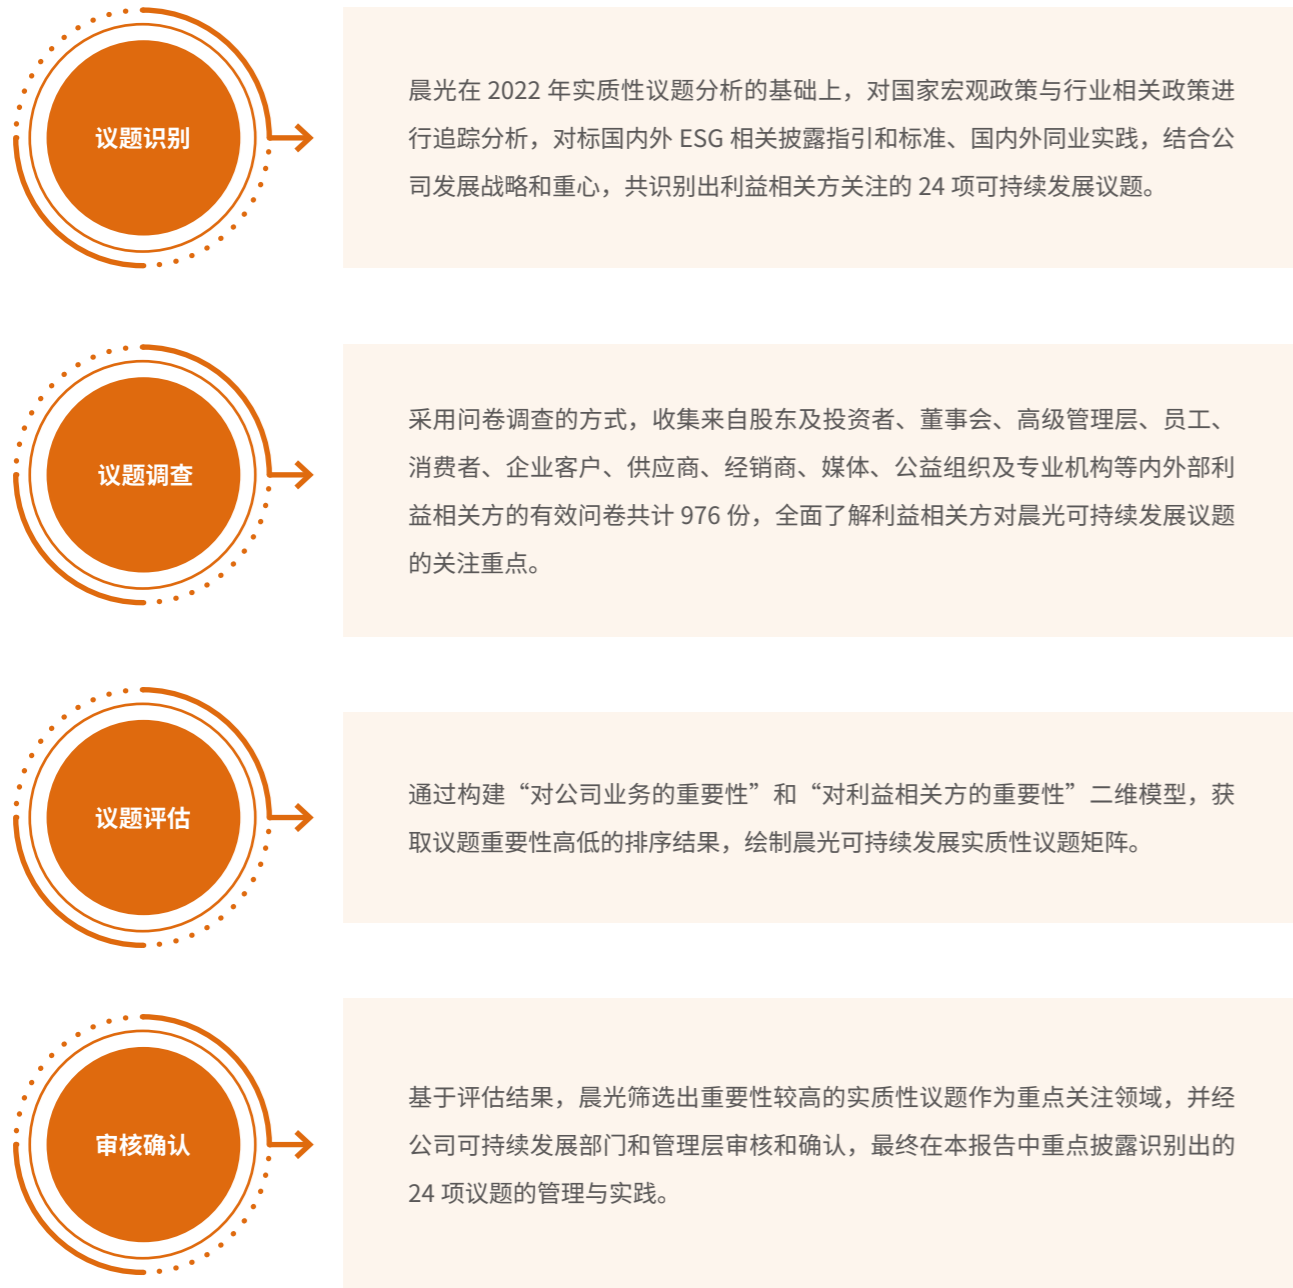 议题识别
晨光在 2022 年实质性议题分析的基础上，对国家宏观政策与行业相关政策进
行追踪分析，对标国内外 ESG 相关披露指引和标准、国内外同业实践，结合公
司发展战略和重心，共识别出利益相关方关注的 24 项可持续发展议题。
议题调查
采用问卷调查的方式，收集来自股东及投资者、董事会、高级管理层、员工、
消费者、企业客户、供应商、经销商、媒体、公益组织及专业机构等内外部利
益相关方的有效问卷共计 976 份，全面了解利益相关方对晨光可持续发展议题
的关注重点。
议题评估
通过构建“对公司业务的重要性”和“对利益相关方的重要性”二维模型，获
取议题重要性高低的排序结果，绘制晨光可持续发展实质性议题矩阵。
审核确认
基于评估结果，晨光筛选出重要性较高的实质性议题作为重点关注领域，并经
公司可持续发展部门和管理层审核和确认，最终在本报告中重点披露识别出的
24 项议题的管理与实践。